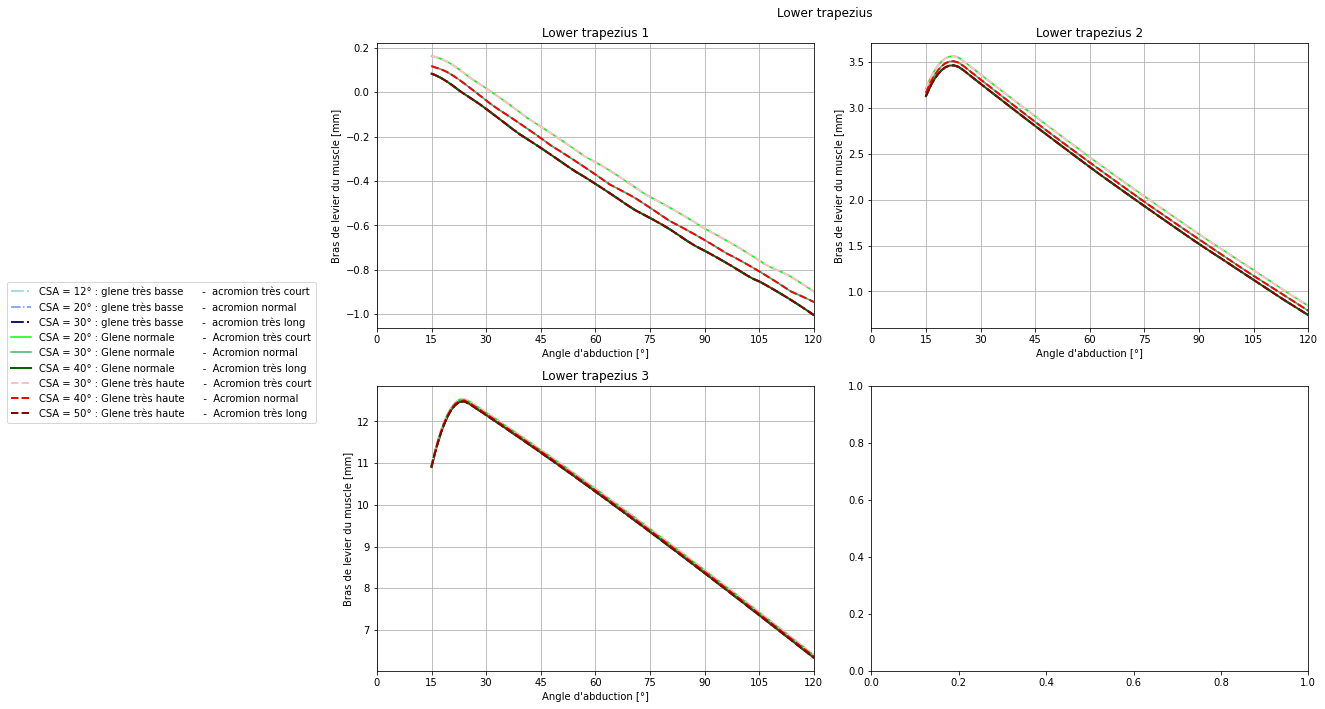 Lower trapezius
Lower trapezius 1
0.2
0.0
−0.2
−0.4
−0.6
−0.8
−1.0
Bras de levier du muscle [mm]
0 15 30 45 60 75 90 105 120
Angle d'abduction [°]
Lower trapezius 2
3.5
3.0
2.5
2.0
1.5
1.0
Bras de levier du muscle [mm]
0 15 30 45 60 75 90 105 120
Angle d'abduction [°]
CSA = 12° : glene très basse - acromion très court
CSA = 20° : glene très basse - acromion normal
CSA = 30° : glene très basse - acromion très long
CSA = 20° : Glene normale - Acromion très court
CSA = 30° : Glene normale - Acromion normal
CSA = 40° : Glene normale - Acromion très long
CSA = 30° : Glene très haute - Acromion très court
CSA = 40° : Glene très haute - Acromion normal
CSA = 50° : Glene très haute - Acromion très long
Lower trapezius 3
12
11
10
9
8
7
Bras de levier du muscle [mm]
0 15 30 45 60 75 90 105 120
Angle d'abduction [°]
1.0
0.8
0.6
0.4
0.2
0.0
0.0 0.2 0.4 0.6 0.8 1.0